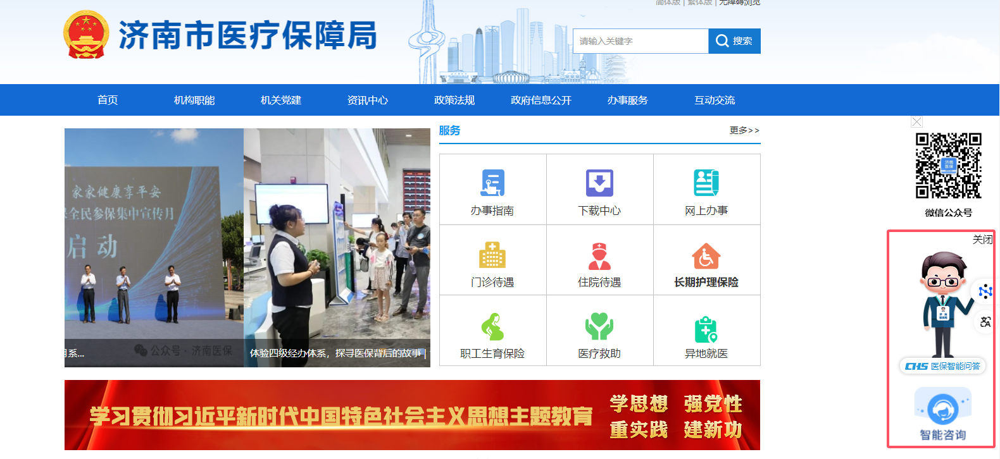 简体版 | 繁体版 | 无障碍浏览
济南市医疗保障局
请输入关键字
搜索
首页
机构职能
机关党建
资讯中心
政策法规
政府信息公开
办事服务
互动交流
家家健康享平安
全民参保集中宣传月
启动
系...
公众号·济南医保
体验四级经办体系，探寻医保背后的故事 |
服务
更多>>
办事指南
下载中心
网上办事
门诊待遇
住院待遇
长期护理保险
职工生育保险
医疗救助
异地就医
济南
医保
微信公众号
关闭
CHS 医保智能问答
智能咨询
学习贯彻习近平新时代中国特色社会主义思想主题教育
学思想 强党性
重实践 建新功